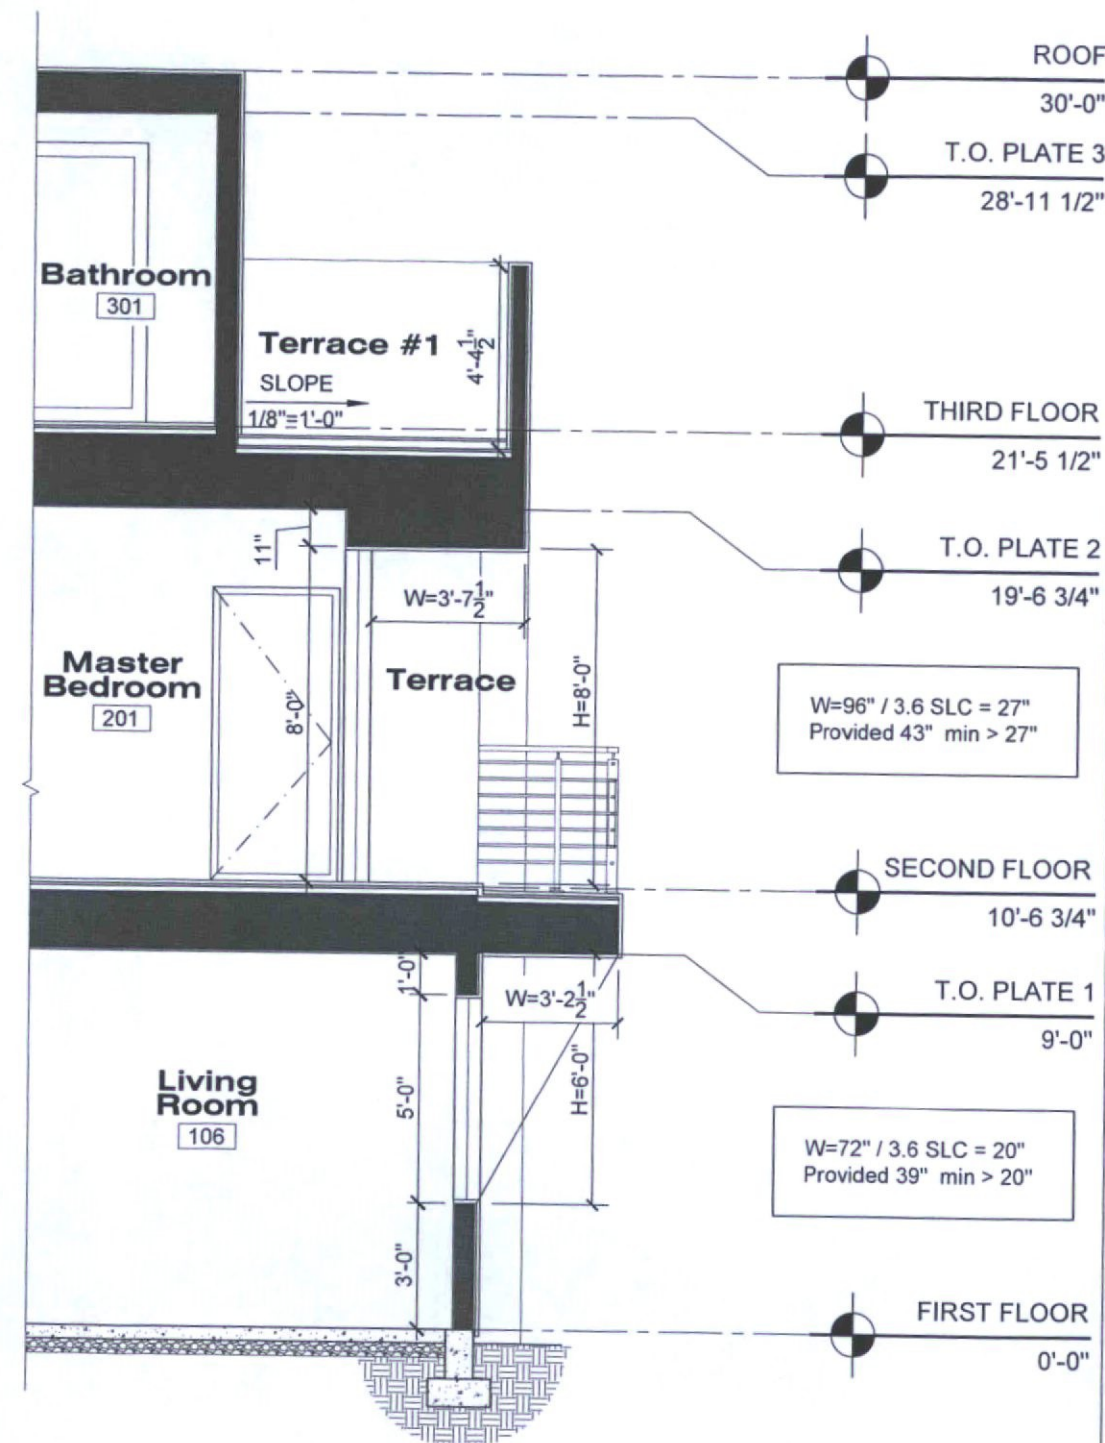 ROOF
30'-0"
T.O. PLATE 3
28'-11 1/2"
Bathroom
301
Terrace #1
4'-4 1/2"
SLOPE
1/8"=1'-0"
THIRD FLOOR
21'-5 1/2"
T.O. PLATE 2
19'-6 3/4"
11"
W=3'-7 1/2"
Master
Bedroom
201
8'-0"
Terrace
H=8'-0"
W=96" / 3.6 SLC = 27"
Provided 43" min > 27"
SECOND FLOOR
10'-6 3/4"
T.O. PLATE 1
9'-0"
1'-0"
W=3'-2 1/2"
5'-0"
H=6'-0"
Living
Room
106
W=72" / 3.6 SLC = 20"
Provided 39" min > 20"
3'-0"
FIRST FLOOR
0'-0"